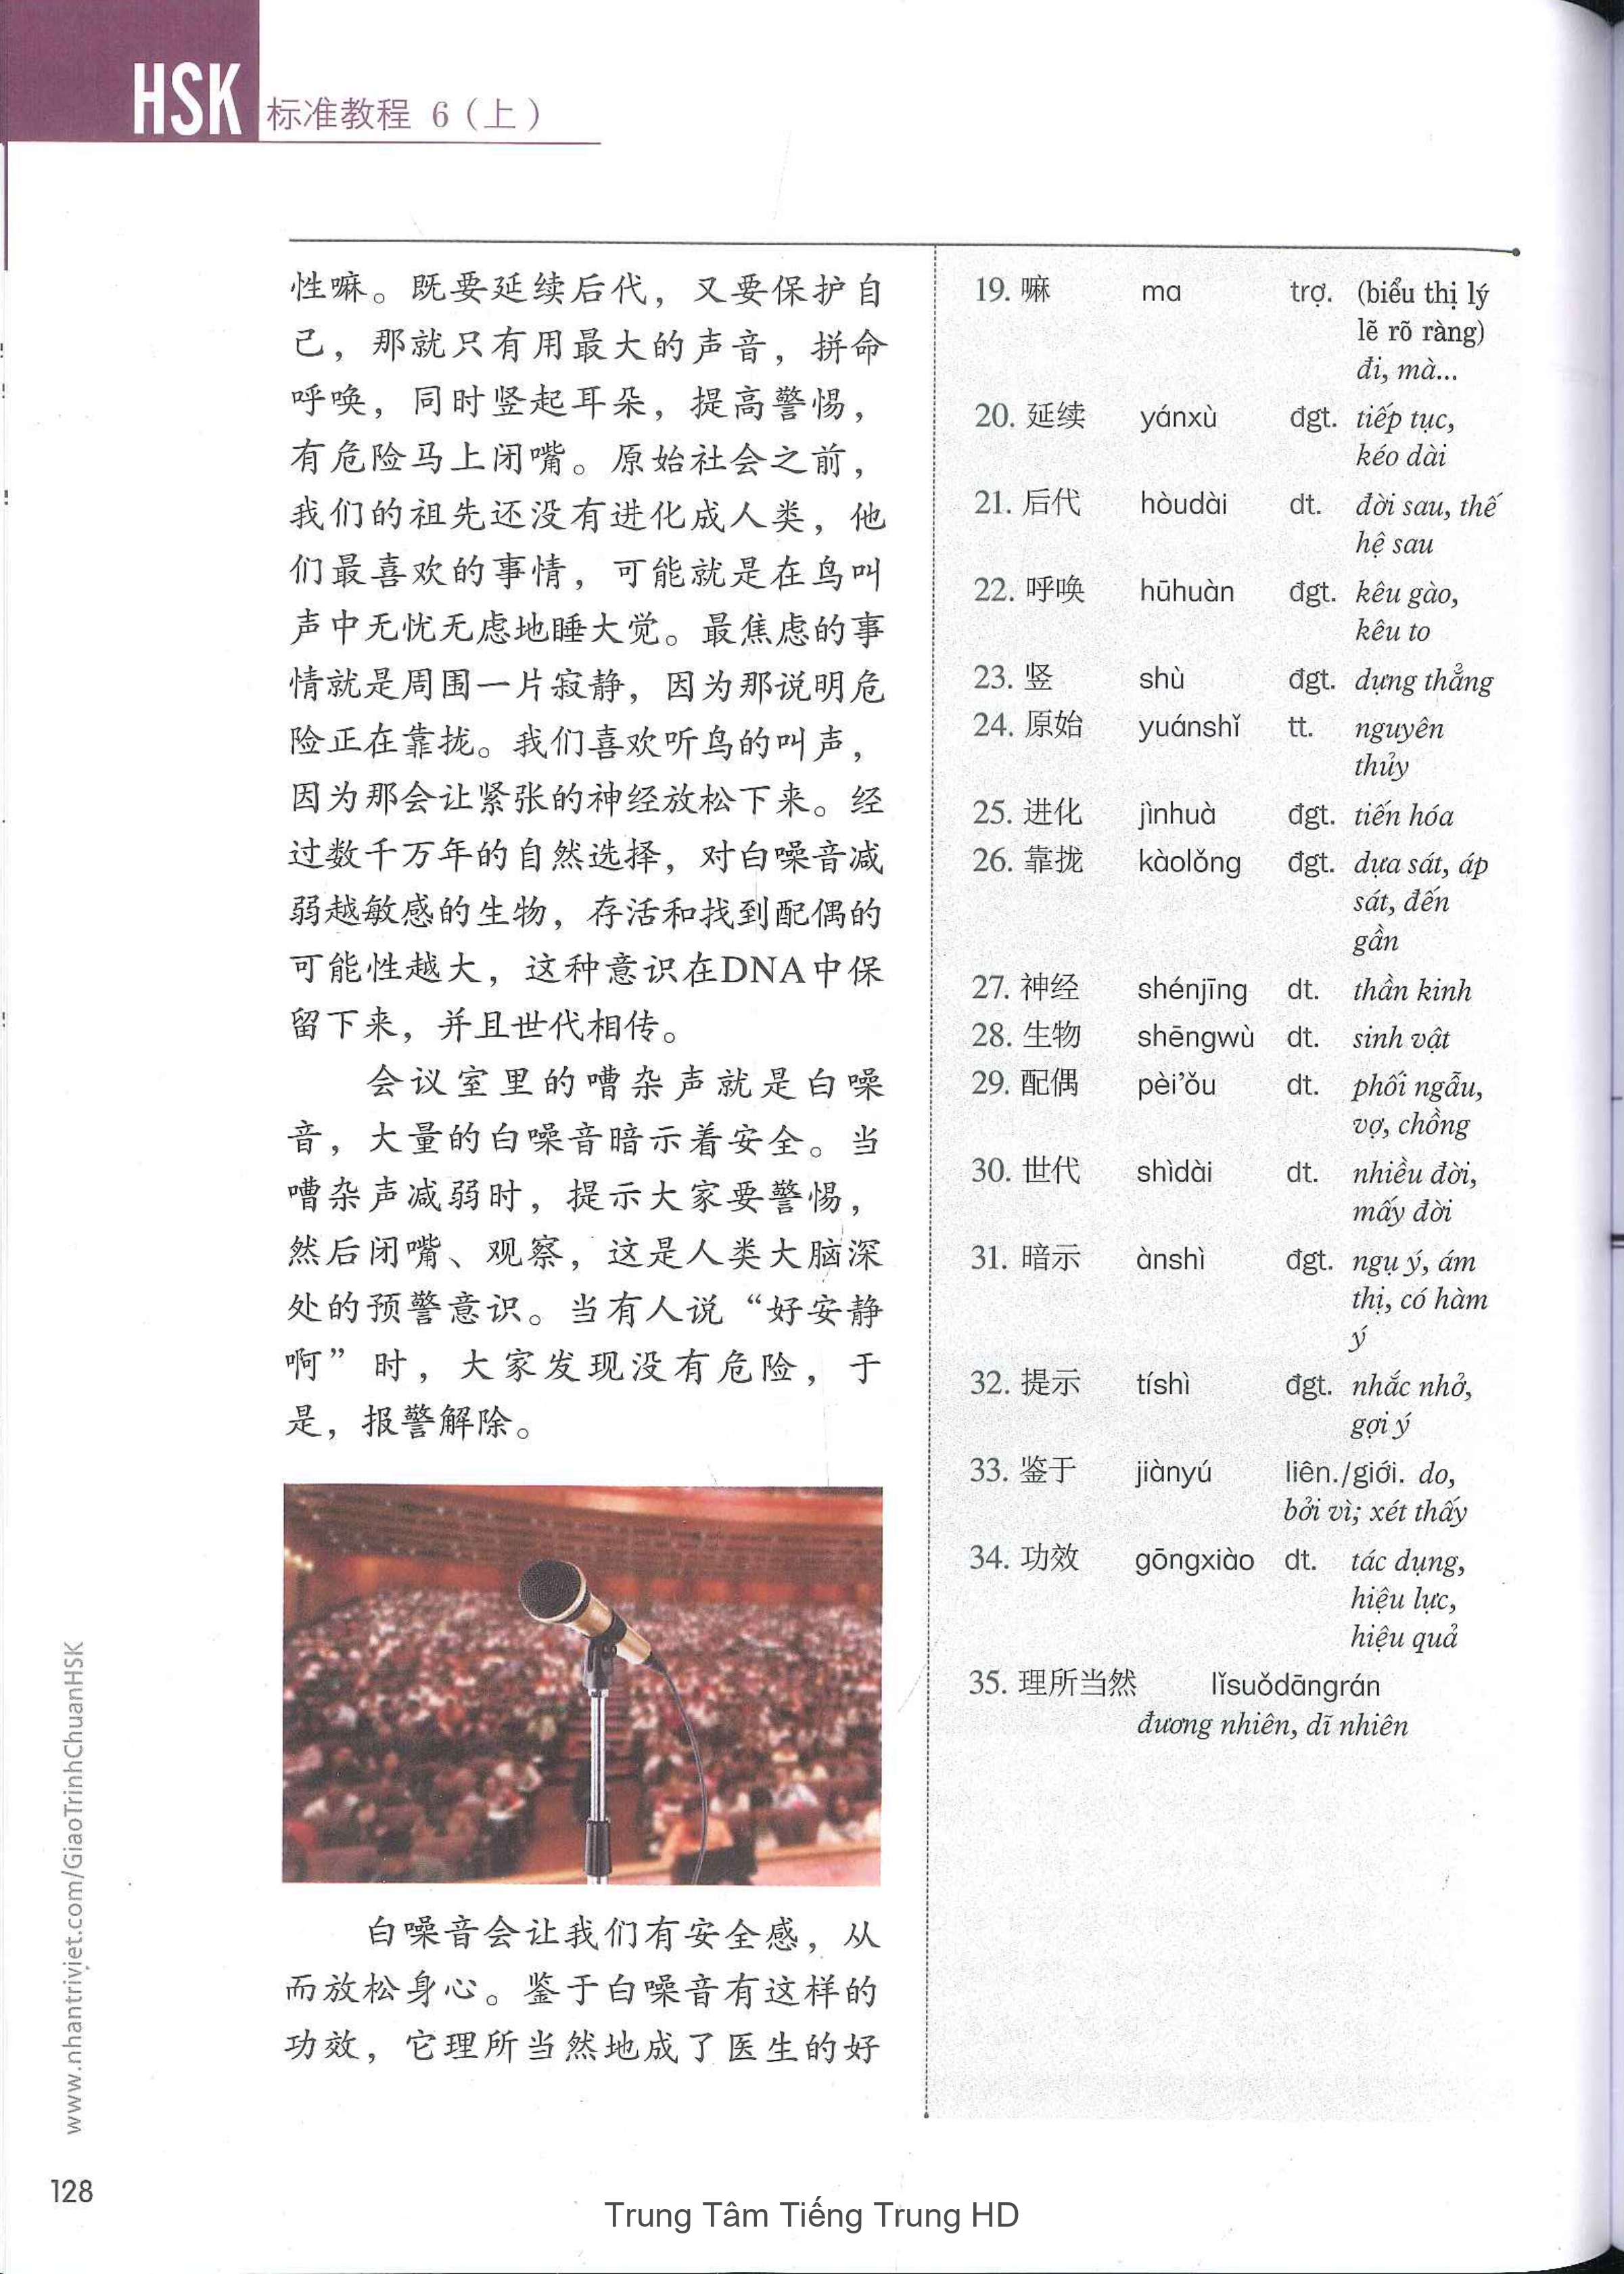 HSK 标准教程 6（上）
性嘛。既要延续后代，又要保护自
己，那就只有用最大的声音，拼命
呼唤，同时竖起耳朵，提高警惕，
有危险马上闭嘴。原始社会之前，
我们的祖先还没有进化成人类，他
们最喜欢的事情，可能就是在鸟叫
声中无忧无虑地睡大觉。最焦虑的事
情就是周围一片寂静，因为那说明危
险正在靠拢。我们喜欢听鸟的叫声，
因为那会让紧张的神经放松下来。经
过数千万年的自然选择，对白噪音减
弱越敏感的生物，存活和找到配偶的
可能性越大，这种意识在DNA中保
留下来，并且世代相传。
会议室里的嘈杂声就是白噪
音，大量的白噪音暗示着安全。当
嘈杂声减弱时，提示大家要警惕，
然后闭嘴、观察，这是人类大脑深
处的预警意识。当有人说“好安静
啊”时，大家发现没有危险，于
是，报警解除。
白噪音会让我们有安全感，从
而放松身心。鉴于白噪音有这样的
功效，它理所当然地成了医生的好
19. 嘛 ma trợ. (biểu thị lý
lẽ rõ ràng)
đi, mà...
20. 延续 yánxù đgt. tiếp tục,
kéo dài
21. 后代 hòudài dt. đời sau, thế
hệ sau
22. 呼唤 hūhuàn đgt. kêu gào,
kêu to
23. 竖 shù đgt. dựng thẳng
24. 原始 yuánshǐ tt. nguyên
thủy
25. 进化 jìnhuà đgt. tiến hóa
26. 靠拢 kàolǒng đgt. dựa sát, áp
sát, đến
gần
27. 神经 shénjīng dt. thần kinh
28. 生物 shēngwù dt. sinh vật
29. 配偶 pèi’ǒu dt. phối ngẫu,
vợ, chồng
30. 世代 shìdài dt. nhiều đời,
mấy đời
31. 暗示 ànshì đgt. ngụ ý, ám
thị, có hàm
ý
32. 提示 tíshì đgt. nhắc nhở,
gợi ý
33. 鉴于 jiànyú liên./giới. do,
bởi vì; xét thấy
34. 功效 gōngxiào dt. tác dụng,
hiệu lực,
hiệu quả
35. 理所当然 lǐsuǒdāngrán
đương nhiên, dĩ nhiên
www.nhantriviet.com/GiaoTrinhChuanHSK
128
Trung Tâm Tiếng Trung HD